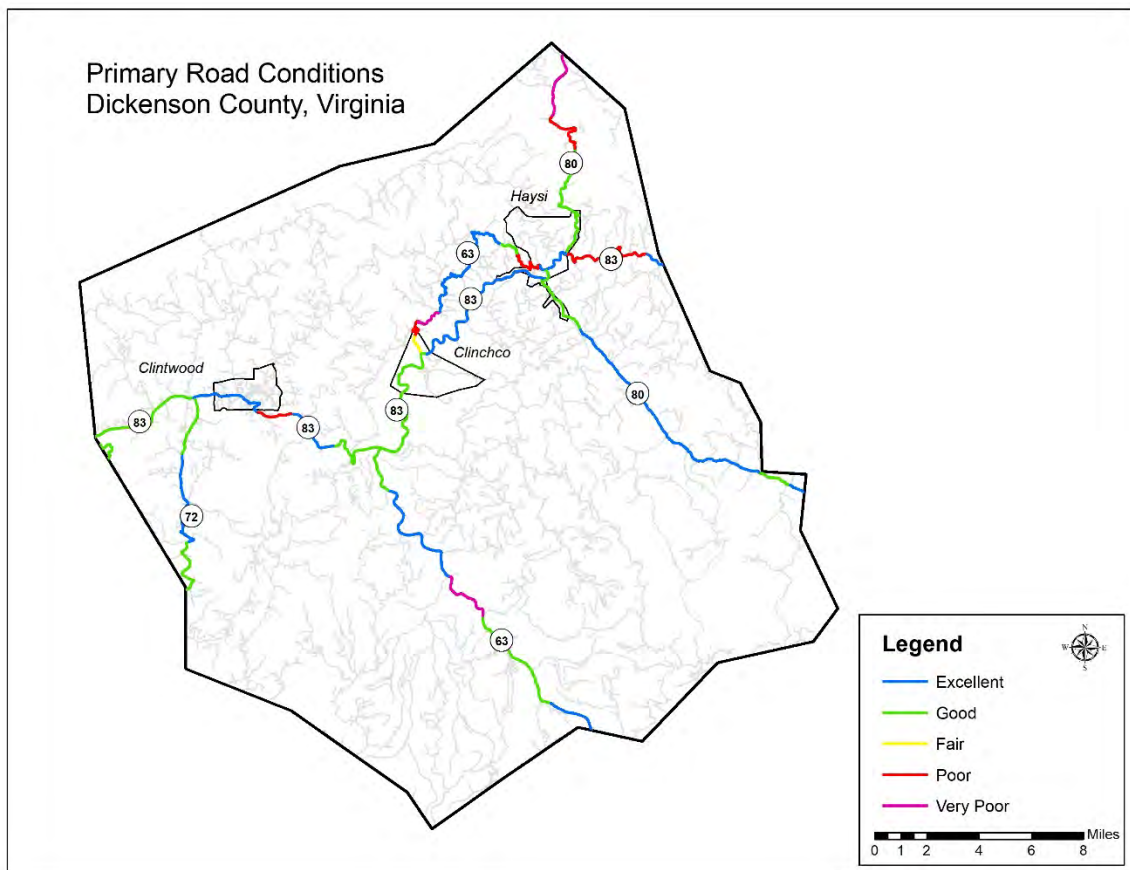 Primary Road Conditions
Dickenson County, Virginia
80
Haysi
63
83
83
Clinchco
Clintwood
80
83
83
83
72
63
Legend
N
W E
S
Excellent
Good
Fair
Poor
Very Poor
Miles
0 1 2 4 6 8